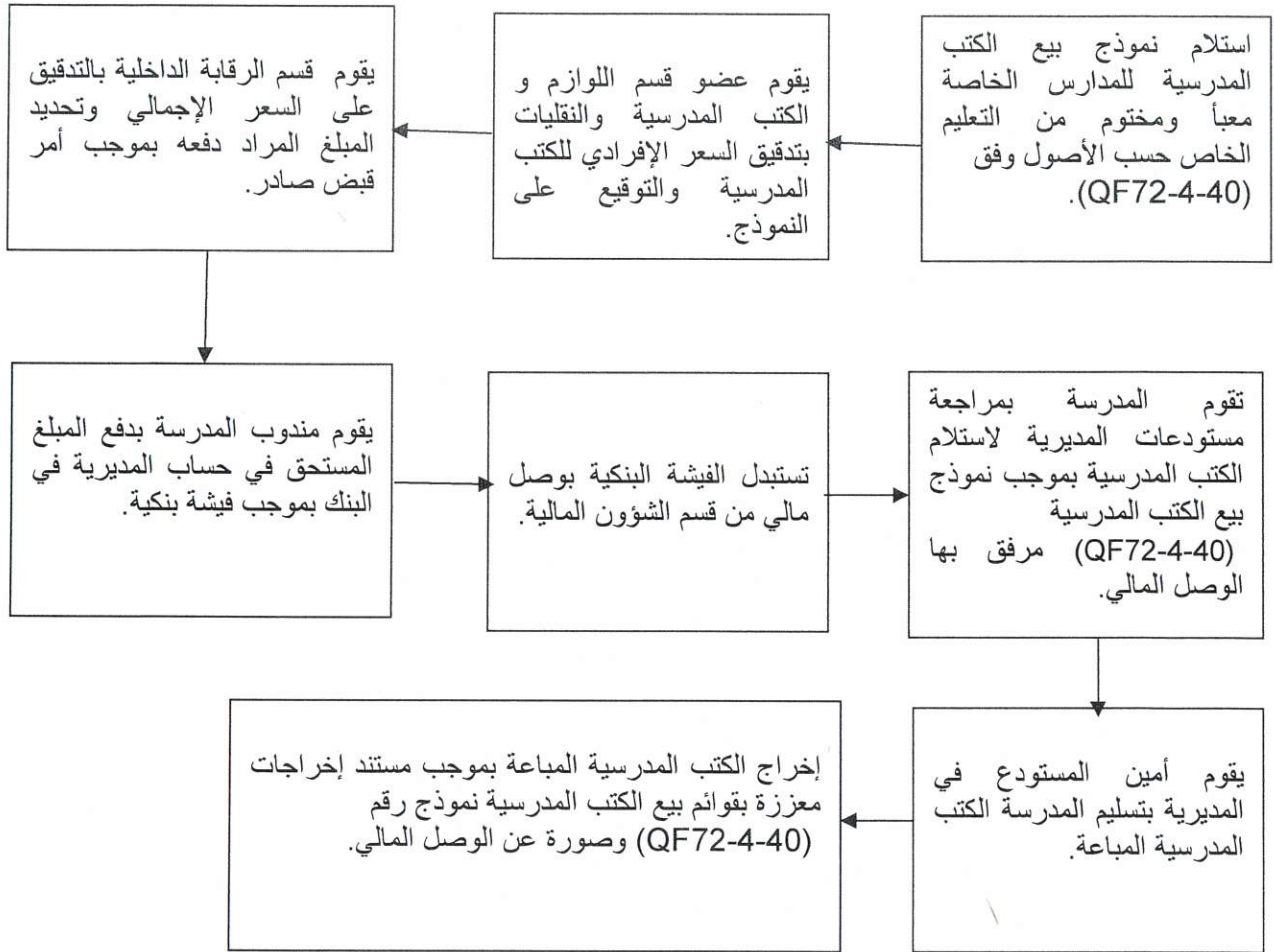 استلام نموذج بيع الكتب
المدرسية للمدارس الخاصة
معبأ ومختوم من التعليم
الخاص حسب الأصول وفق
(QF72-4-40).
يقوم عضو قسم اللوازم و
الكتب المدرسية والنقليات
بتدقيق السعر الإفرادي للكتب
المدرسية والتوقيع على
النموذج.
يقوم قسم الرقابة الداخلية بالتدقيق
على السعر الإجمالي وتحديد
المبلغ المراد دفعه بموجب أمر
قبض صادر.
يقوم مندوب المدرسة بدفع المبلغ
المستحق في حساب المديرية في
البنك بموجب فيشة بنكية.
تستبدل الفيشة البنكية بوصل
مالي من قسم الشؤون المالية.
تقوم المدرسة بمراجعة
مستودعات المديرية لاستلام
الكتب المدرسية بموجب نموذج
بيع الكتب المدرسية
(QF72-4-40) مرفق بها
الوصل المالي.
يقوم أمين المستودع في
المديرية بتسليم المدرسة الكتب
المدرسية المباعة.
إخراج الكتب المدرسية المباعة بموجب مستند إخراجات
معززة بقوائم بيع الكتب المدرسية نموذج رقم
(QF72-4-40) وصورة عن الوصل المالي.